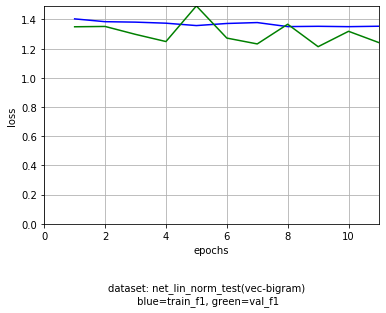 1.4
1.2
1.0
0.8
0.6
0.4
0.2
0.0
loss
0 2 4 6 8 10
epochs
dataset: net_lin_norm_test(vec-bigram)
blue=train_f1, green=val_f1